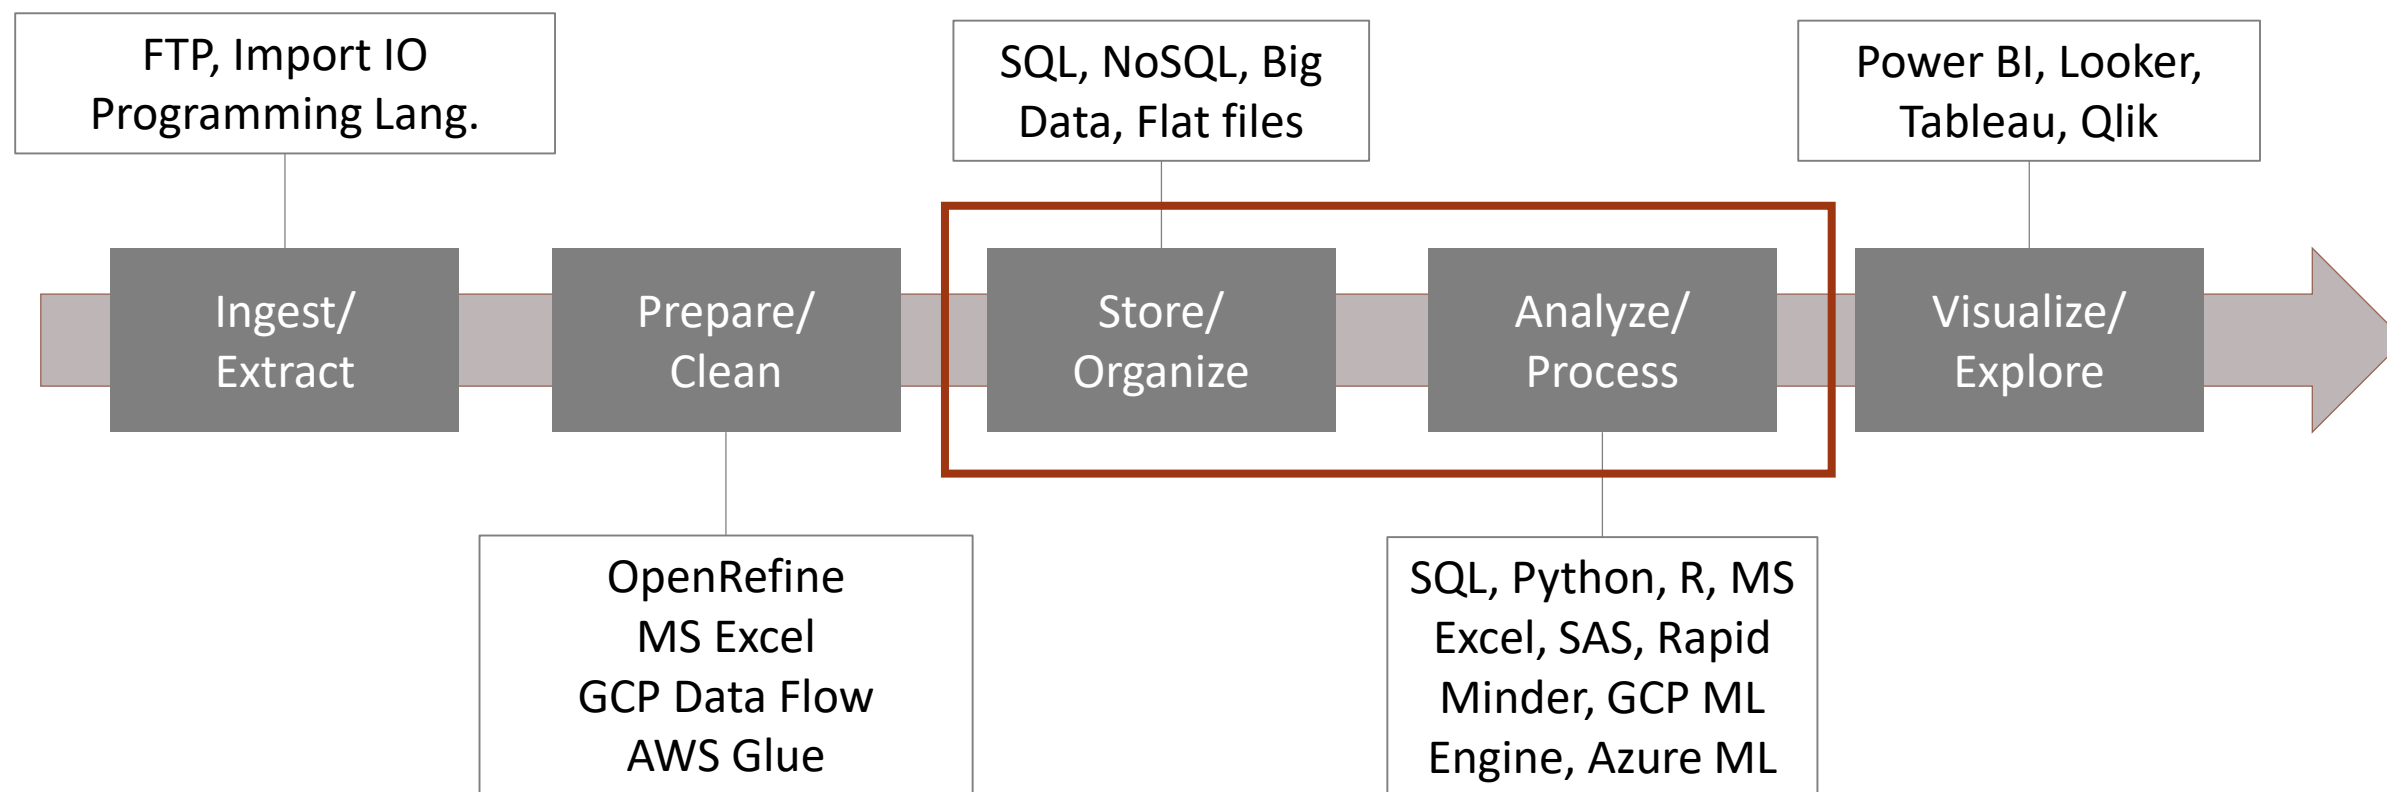 FTP, Import IO
Programming Lang.
SQL, NoSQL, Big
Data, Flat files
Power BI, Looker,
Tableau, Qlik
Ingest/
Extract
Prepare/
Clean
Store/
Organize
Analyze/
Process
Visualize/
Explore
OpenRefine
MS Excel
GCP Data Flow
AWS Glue
SQL, Python, R, MS
Excel, SAS, Rapid
Minder, GCP ML
Engine, Azure ML